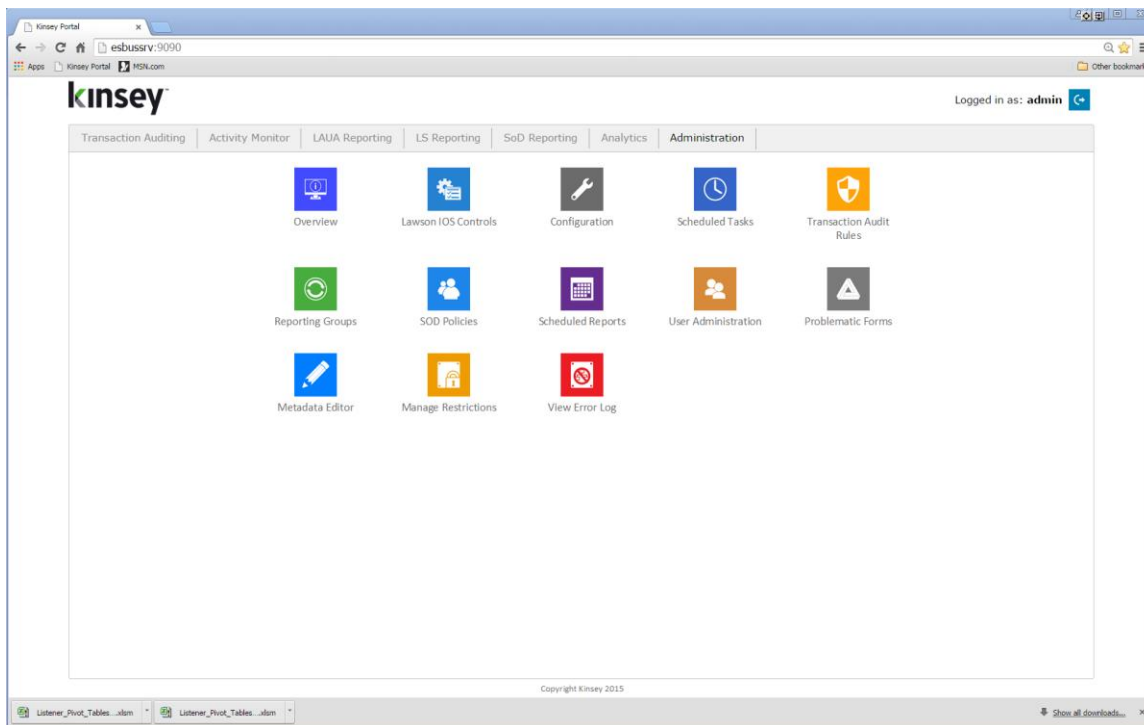 Kinsey Portal
esbussrv:9090
Apps Kinsey Portal MSN.com Other bookmark
kinsey
Logged in as: admin
Transaction Auditing Activity Monitor LAUA Reporting LS Reporting SoD Reporting Analytics Administration
Overview Lawson IOS Controls Configuration Scheduled Tasks Transaction Audit
Rules
Reporting Groups SOD Policies Scheduled Reports User Administration Problematic Forms
Metadata Editor Manage Restrictions View Error Log
Copyright Kinsey 2015
Listener_Pivot_Tables....xlsm Listener_Pivot_Tables....xlsm Show all downloads...